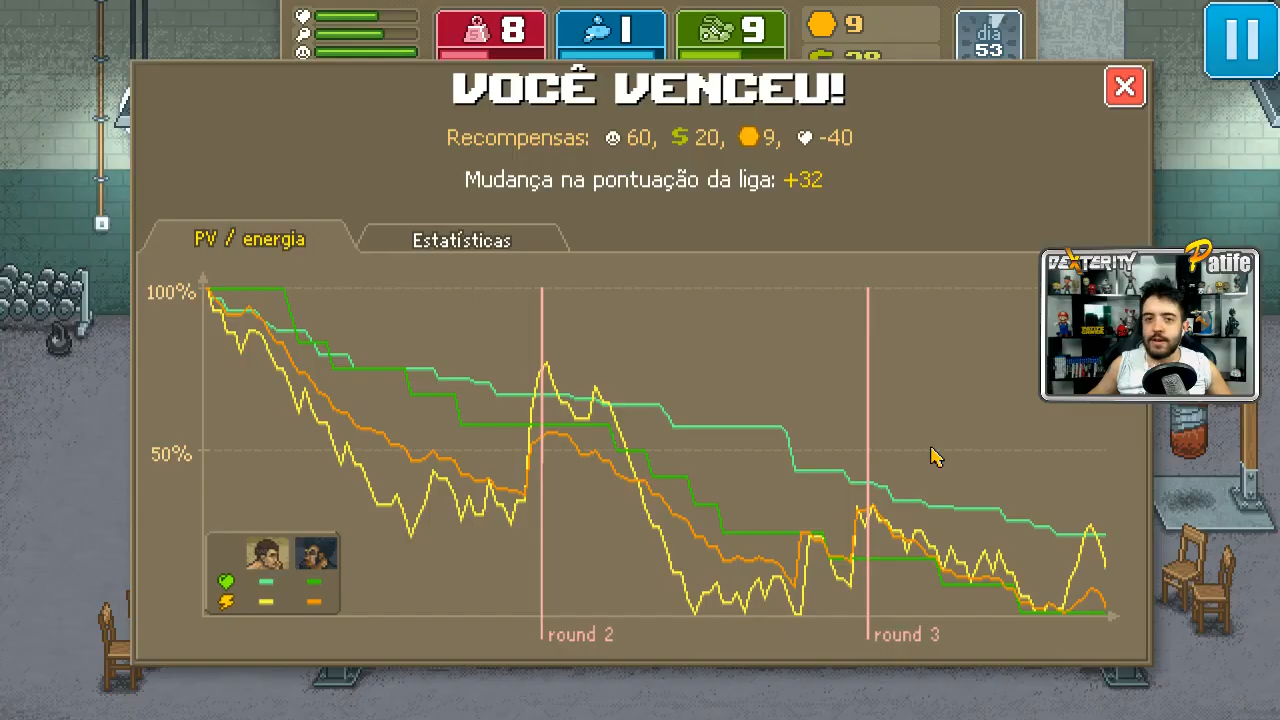 8
1
9
9
dia
53
VOCÊ VENCEU!
Recompensas: 60, $ 20, 9, -40
Mudança na pontuação da liga: +32
PV / energia
Estatísticas
DEXTERITY
Patife
100%
50%
round 2
round 3